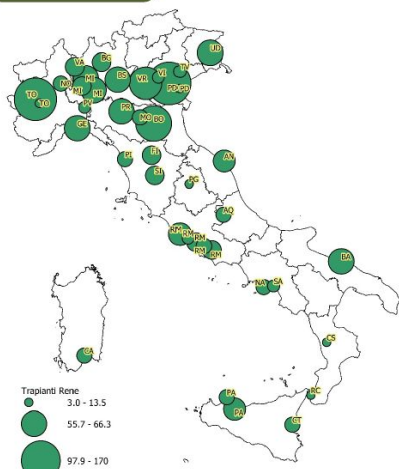 UD
BG
VA
TV
VI
MI
BS
VR
NO
PD
PD
TO
TO
MI
MI
PV
PR
MO
BO
GE
FI
PI
AN
SI
PG
AQ
RM
RM
RM
RM
RM
BA
NA
SA
CS
CA
PA
RC
PA
CT
Trapianti Rene
3.0 - 13.5
55.7 - 66.3
97.9 - 170